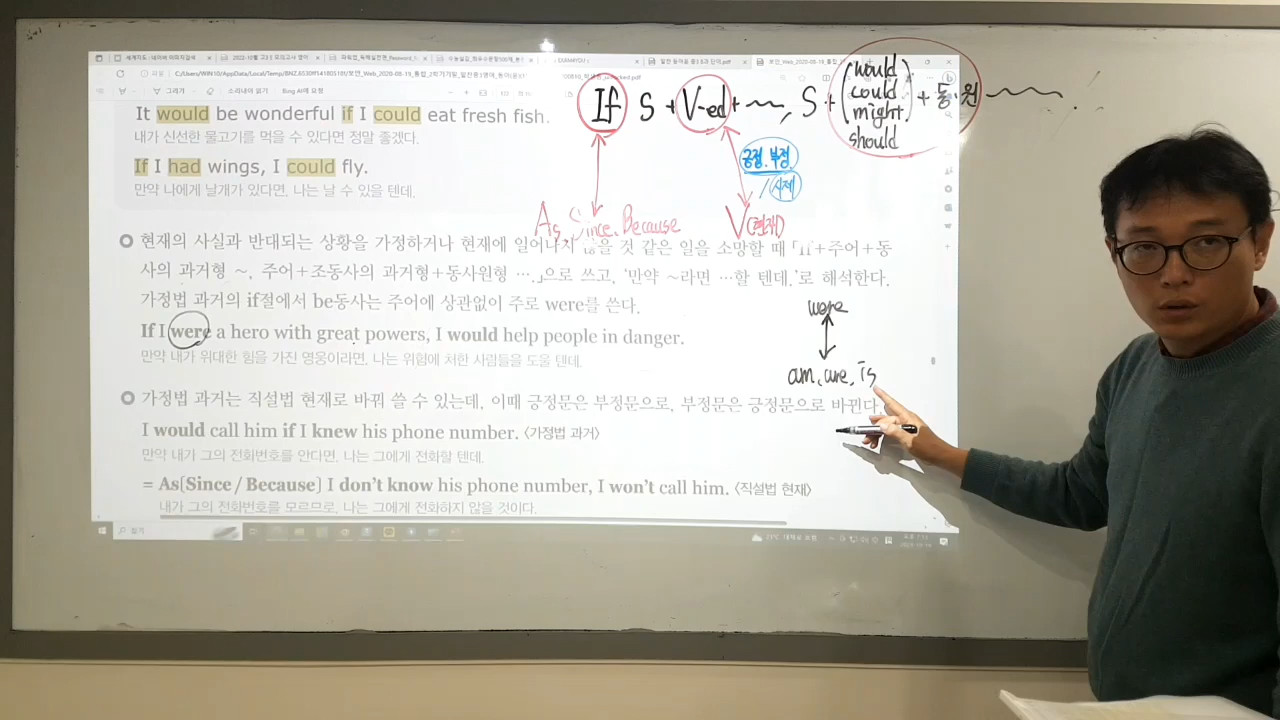 If S + V-ed + ~~, S + (would could might should) + 동.원 ~~~.
It would be wonderful if I could eat fresh fish.
내가 신선한 물고기를 먹을 수 있다면 정말 좋겠다.
If I had wings, I could fly.
만약 나에게 날개가 있다면, 나는 날 수 있을 텐데.
긍정.부정
/시제
As, Since, Because
V(현재)
현재의 사실과 반대되는 상황을 가정하거나 현재에 일어나지 않을 것 같은 일을 소망할 때 「If+주어+동
사의 과거형 ~, 주어+조동사의 과거형+동사원형 ….」으로 쓰고, ‘만약 ~라면 …할 텐데.’로 해석한다.
가정법 과거의 if절에서 be동사는 주어에 상관없이 주로 were를 쓴다.
were
If I were a hero with great powers, I would help people in danger.
만약 내가 위대한 힘을 가진 영웅이라면, 나는 위험에 처한 사람들을 도울 텐데.
am, are, is
가정법 과거는 직설법 현재로 바꿔 쓸 수 있는데, 이때 긍정문은 부정문으로, 부정문은 긍정문으로 바뀐다.
I would call him if I knew his phone number. 〈가정법 과거〉
만약 내가 그의 전화번호를 안다면, 나는 그에게 전화할 텐데.
= As[Since / Because] I don’t know his phone number, I won’t call him. 〈직설법 현재〉
내가 그의 전화번호를 모르므로, 나는 그에게 전화하지 않을 것이다.